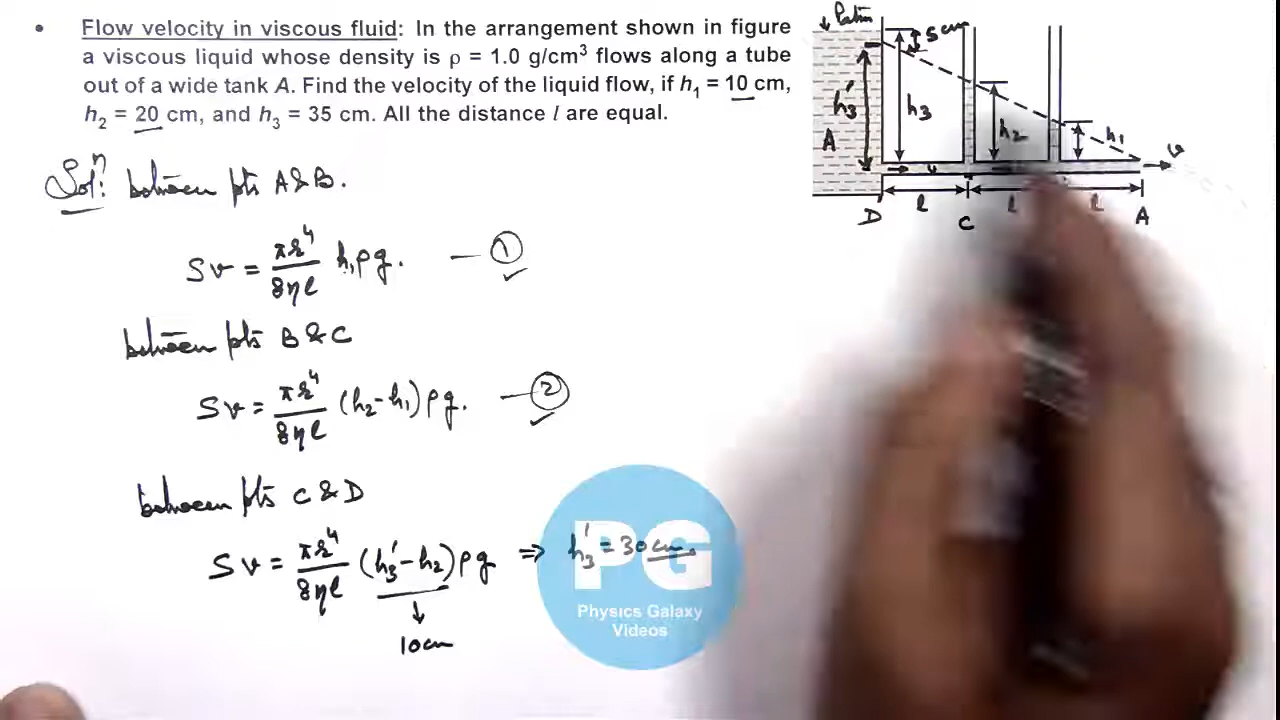 • Flow velocity in viscous fluid: In the arrangement shown in figure
a viscous liquid whose density is ρ = 1.0 g/cm³ flows along a tube
out of a wide tank A. Find the velocity of the liquid flow, if h₁ = 10 cm,
h₂ = 20 cm, and h₃ = 35 cm. All the distance l are equal.
Solⁿ: between pts A & B.
Sv = πr⁴/8ηl h₁ρg. — ①
between pts B & C
Sv = πr⁴/8ηl (h₂-h₁)ρg. — ②
between pts C & D
Sv = πr⁴/8ηl (h₃'-h₂)ρg ⇒ h₃' = 30cm.
↓
10cm
PG
Physics Galaxy
Videos
↓Patm
5cm
h₃'
h₃
h₂
h₁
A
v
v
l
l
l
D
C
A